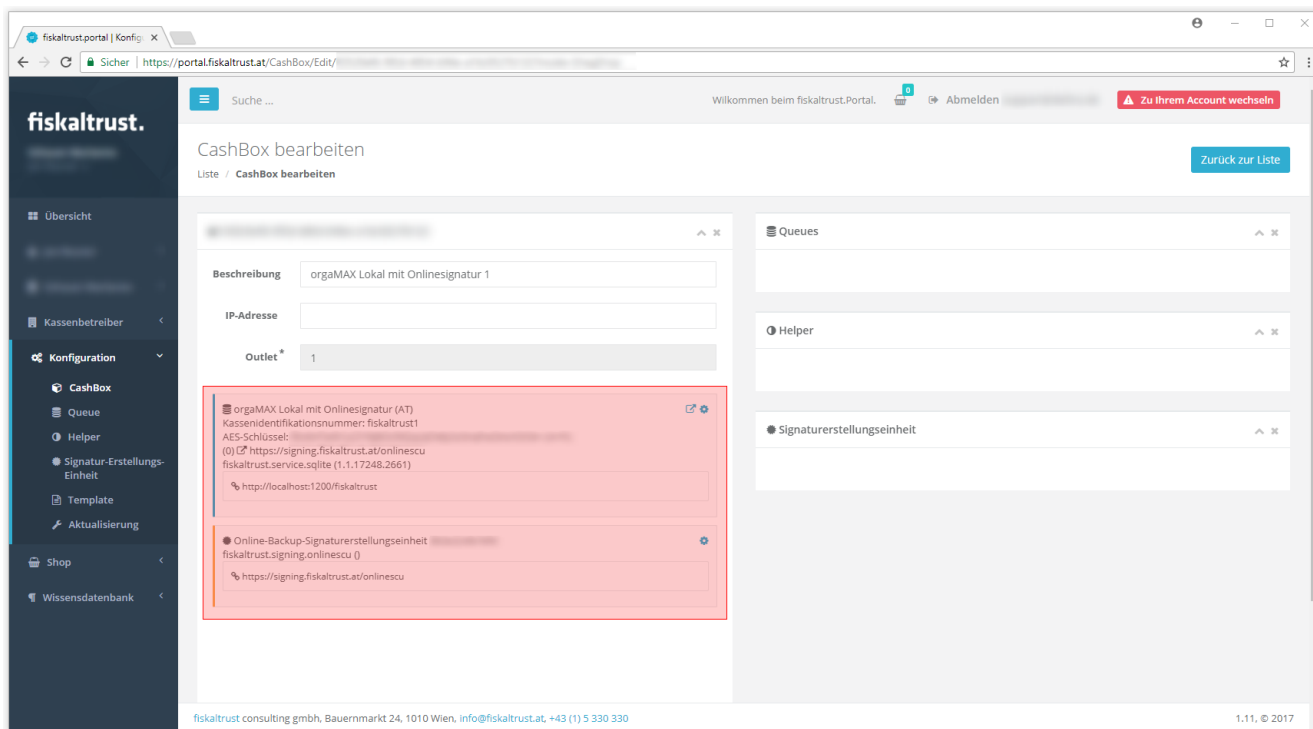 fiskaltrust.portal | Konfig
Sicher | https://portal.fiskaltrust.at/CashBox/Edit/
fiskaltrust.
Suche ...
Wilkommen beim fiskaltrust.Portal.
0
Abmelden
Zu Ihrem Account wechseln
CashBox bearbeiten
Liste / CashBox bearbeiten
Zurück zur Liste
Übersicht
Kassenbetreiber
Konfiguration
CashBox
Queue
Helper
Signatur-Erstellungs-
Einheit
Template
Aktualisierung
Shop
Wissensdatenbank
Beschreibung
orgaMAX Lokal mit Onlinesignatur 1
IP-Adresse
Outlet *
1
orgaMAX Lokal mit Onlinesignatur (AT)
Kassenidentifikationsnummer: fiskaltrust1
AES-Schlüssel:
(0) https://signing.fiskaltrust.at/onlinescu
fiskaltrust.service.sqlite (1.1.17248.2661)
http://localhost:1200/fiskaltrust
Online-Backup-Signaturerstellungseinheit
fiskaltrust.signing.onlinescu ()
https://signing.fiskaltrust.at/onlinescu
Queues
Helper
Signaturerstellungseinheit
fiskaltrust consulting gmbh, Bauernmarkt 24, 1010 Wien, info@fiskaltrust.at, +43 (1) 5 330 330
1.11, © 2017